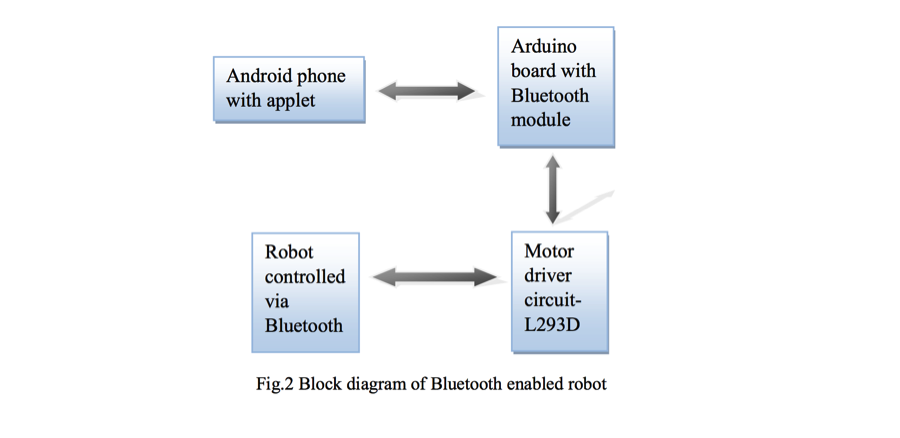 Android phone
with applet
Arduino
board with
Bluetooth
module
Robot
controlled
via
Bluetooth
Motor
driver
circuit-
L293D
Fig.2 Block diagram of Bluetooth enabled robot